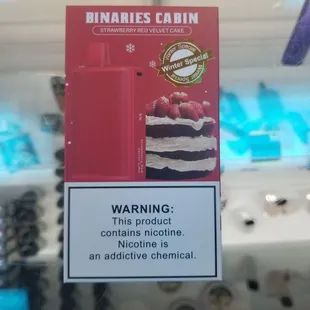 BINARIES CABIN
STRAWBERRY RED VELVET CAKE
Winter Special
WARNING:
This product
contains nicotine.
Nicotine is
an addictive chemical.